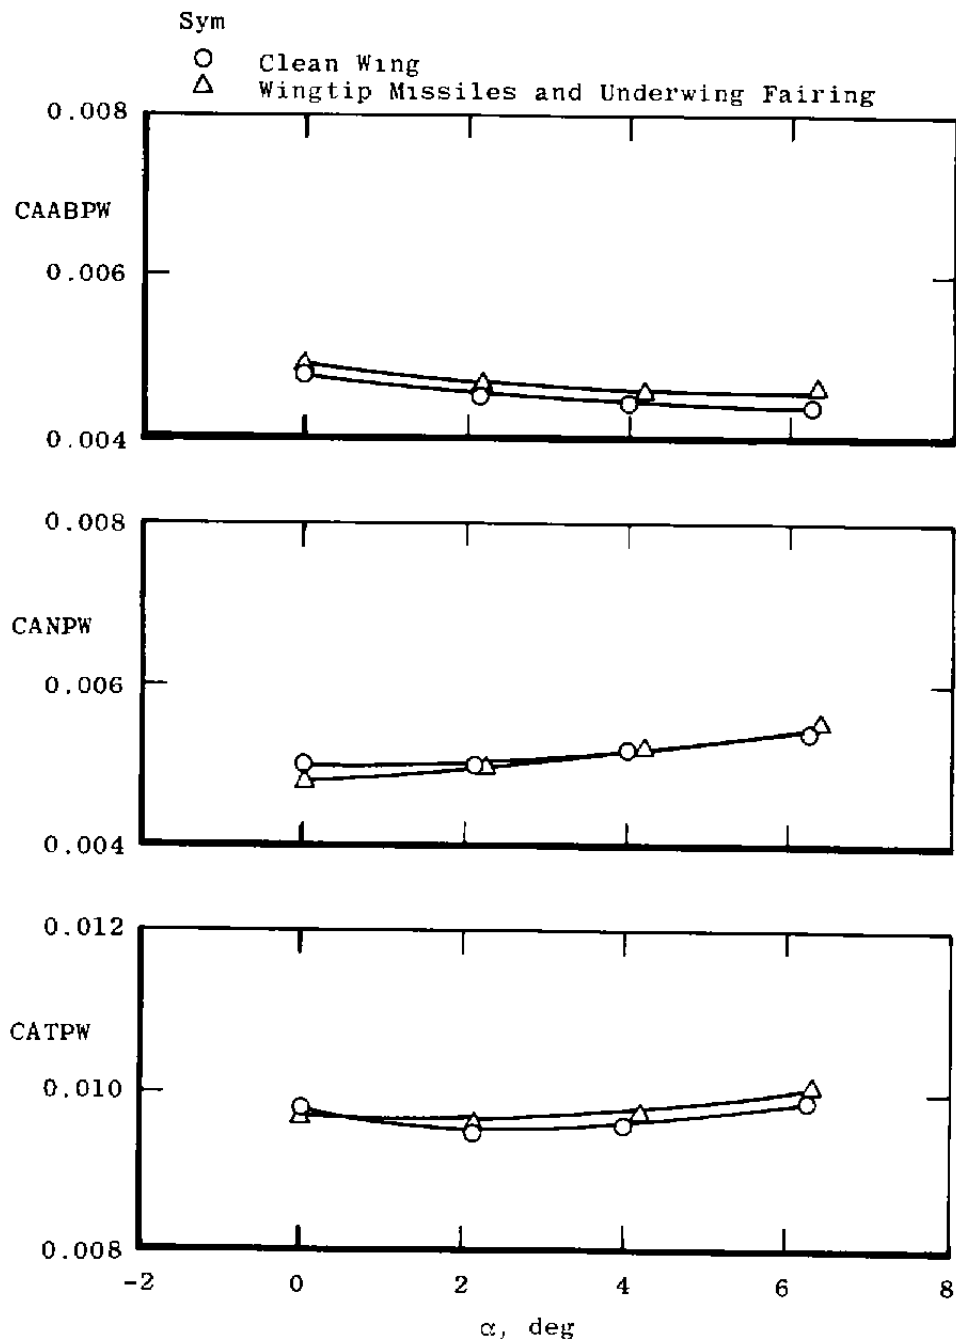 Sym
Clean Wing
Wingtip Missiles and Underwing Fairing
0.008
CAABPW
0.006
0.004
0.008
CANPW
0.006
0.004
0.012
CATPW
0.010
0.008
-2 0 2 4 6 8
α, deg